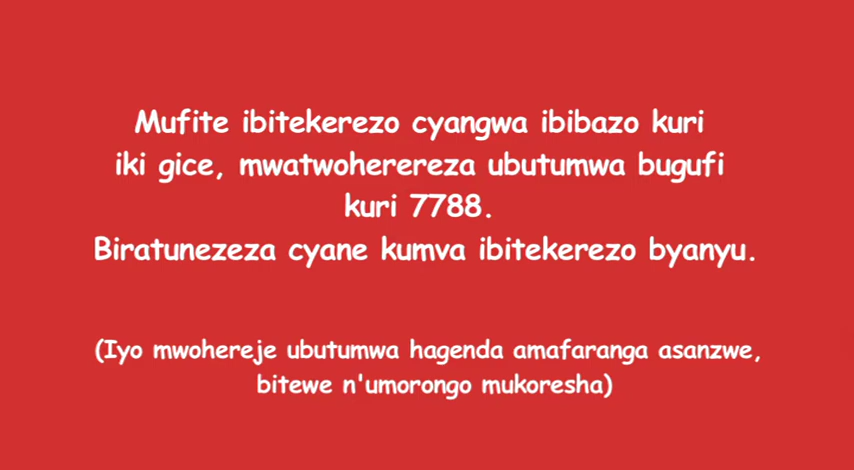 Mufite ibitekerezo cyangwa ibibazo kuri
iki gice, mwatwoherereza ubutumwa bugufi
kuri 7788.
Biratunezeza cyane kumva ibitekerezo byanyu.
(Iyo mwohereje ubutumwa hagenda amafaranga asanzwe,
bitewe n'umorongo mukoresha)